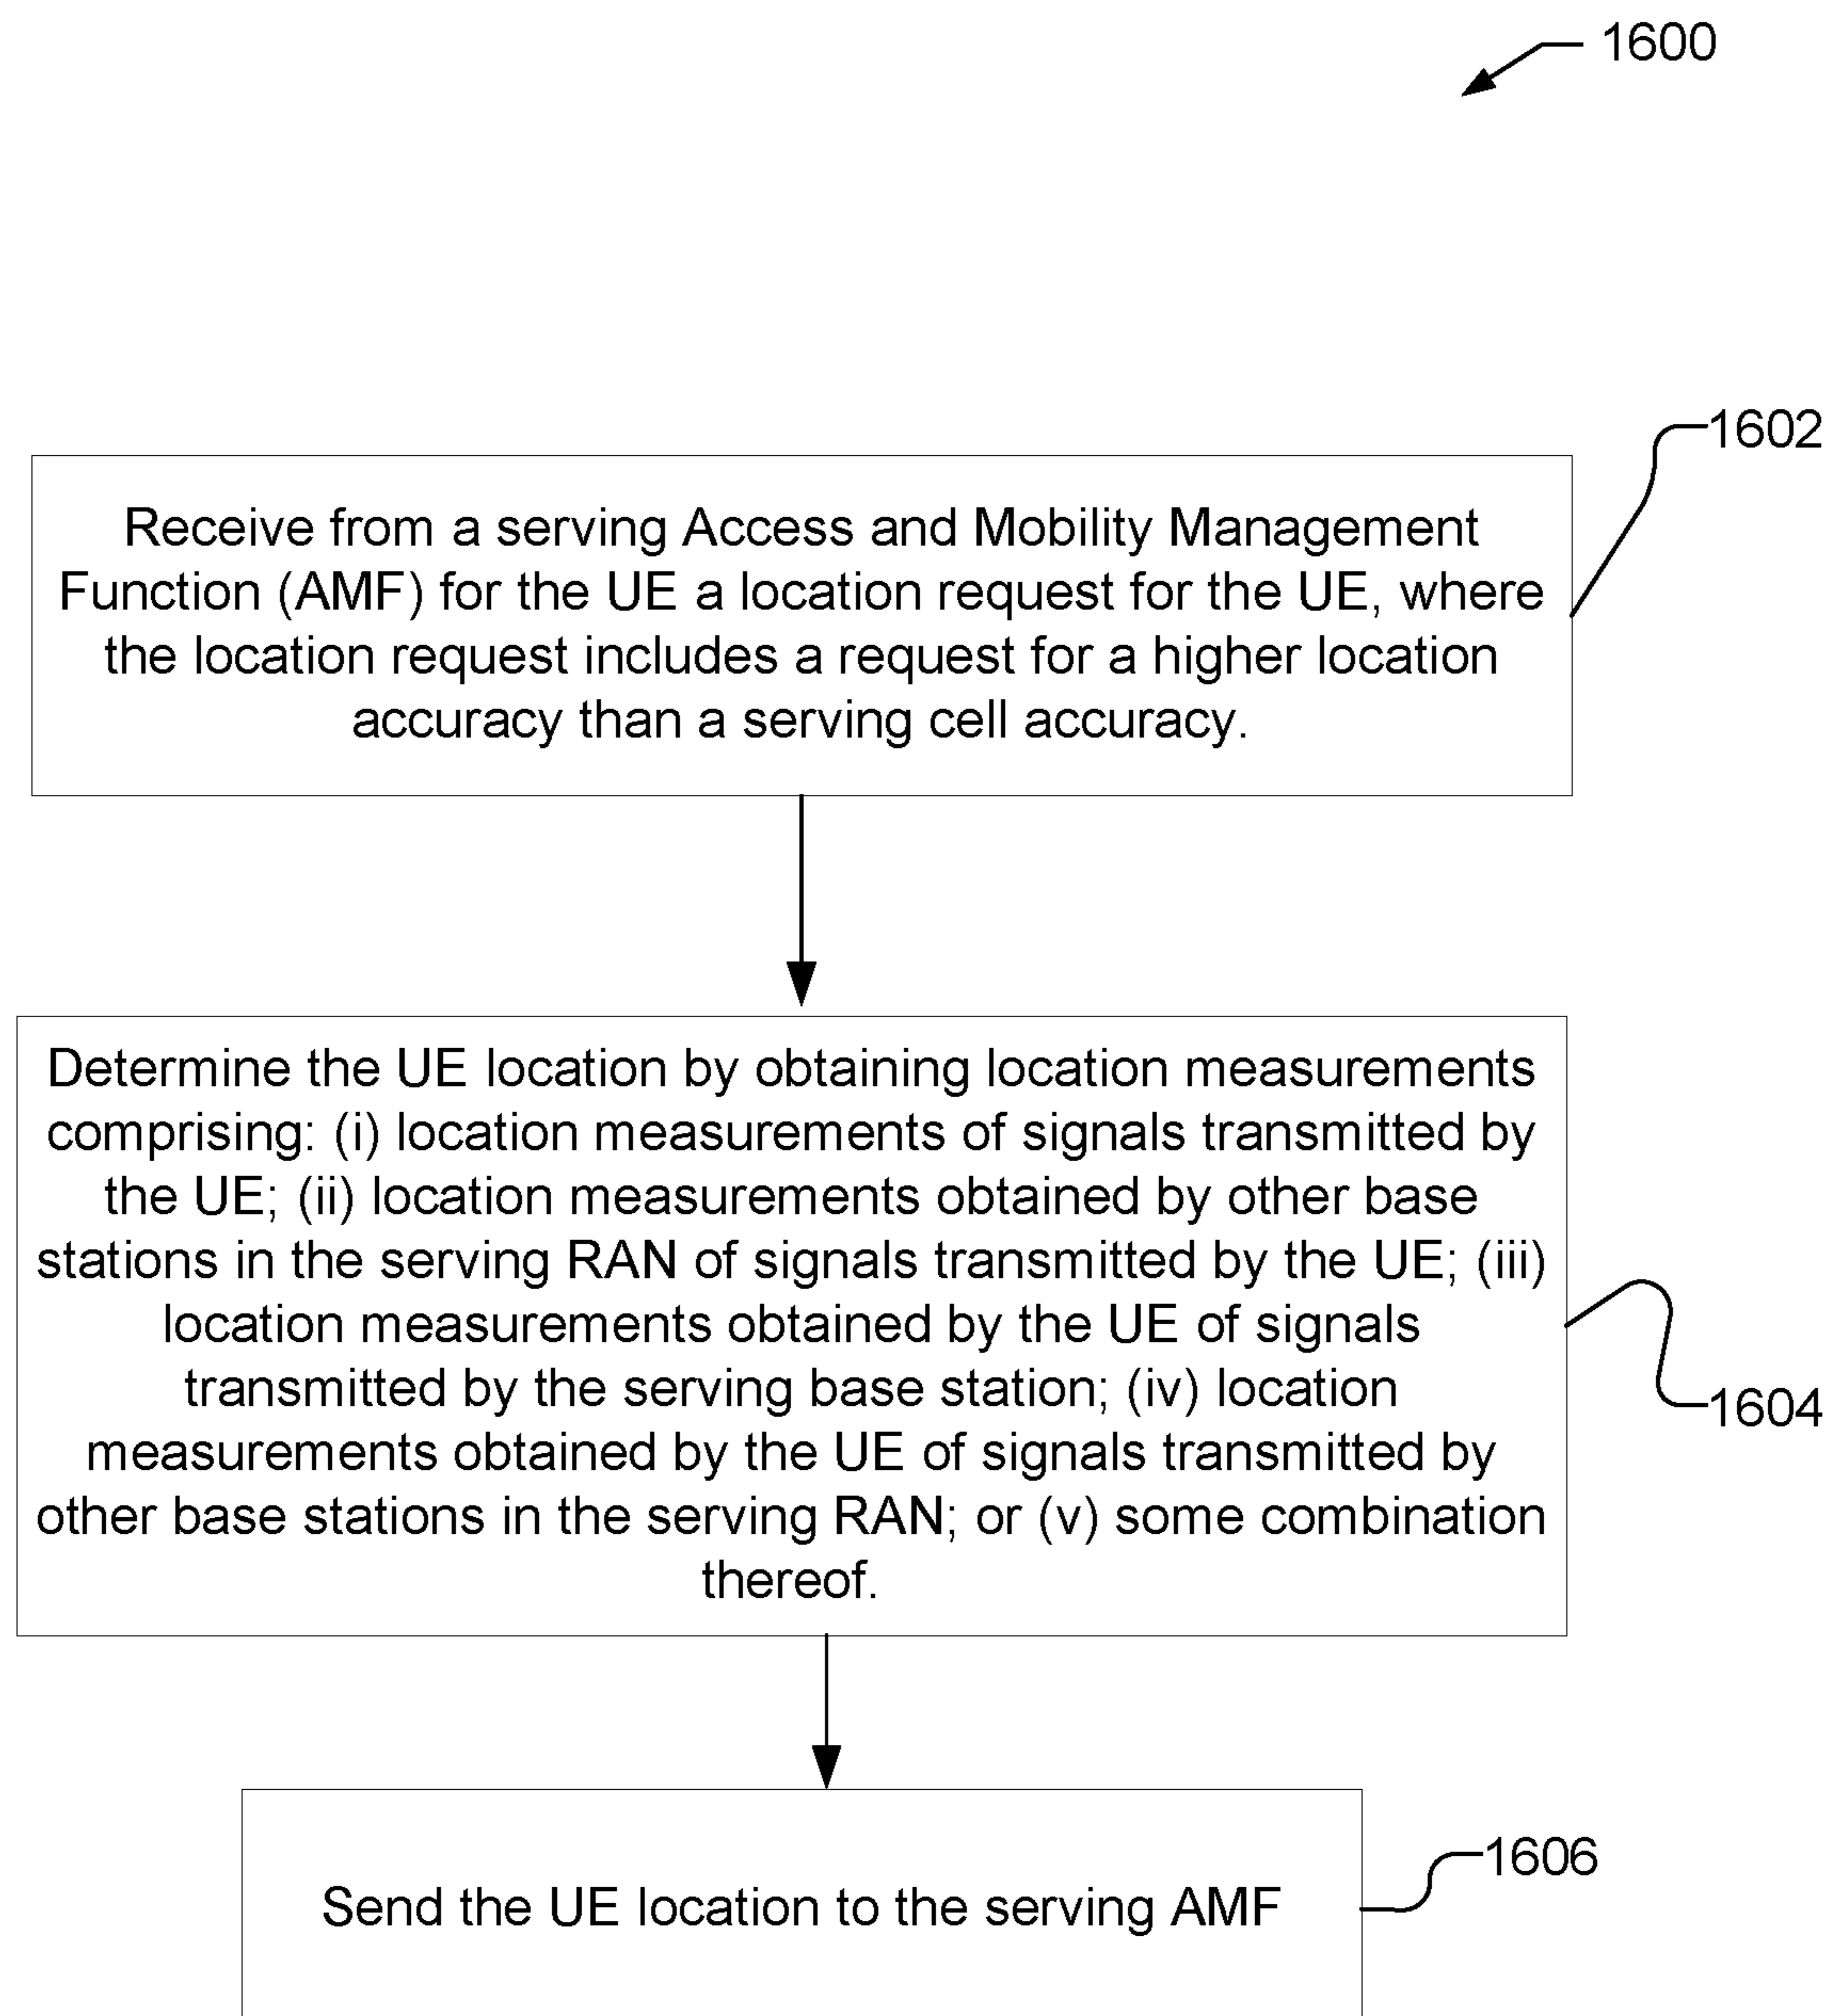 1600
1602
Receive from a serving Access and Mobility Management
Function (AMF) for the UE a location request for the UE, where
the location request includes a request for a higher location
accuracy than a serving cell accuracy.
Determine the UE location by obtaining location measurements
comprising: (i) location measurements of signals transmitted by
the UE; (ii) location measurements obtained by other base
stations in the serving RAN of signals transmitted by the UE; (iii)
location measurements obtained by the UE of signals
transmitted by the serving base station; (iv) location
measurements obtained by the UE of signals transmitted by
other base stations in the serving RAN; or (v) some combination
thereof.
1604
Send the UE location to the serving AMF
1606